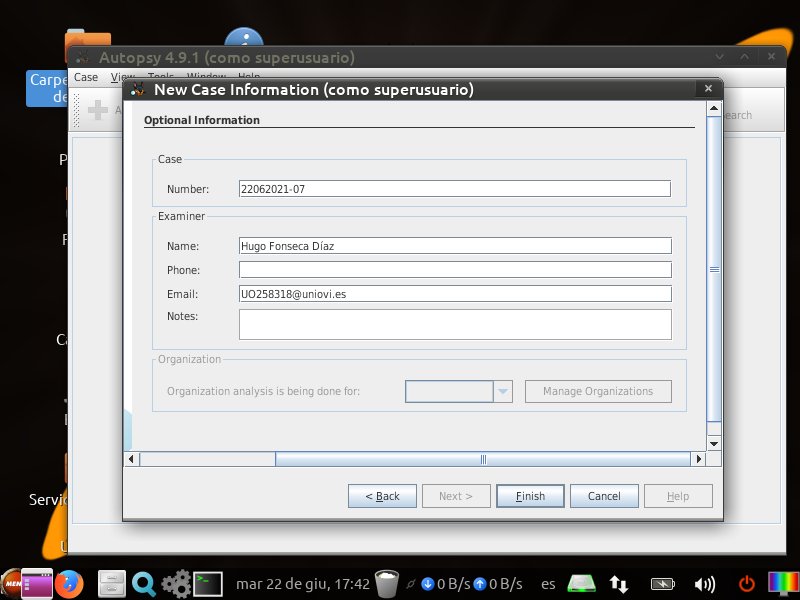 Autopsy 4.9.1 (como superusuario)
Case View Tools Window Help
Carpe
de
New Case Information (como superusuario)
earch
Optional Information
Case
Number: 22062021-07
Examiner
Name: Hugo Fonseca Díaz
Phone:
Email: UO258318@uniovi.es
Notes:
Organization
Organization analysis is being done for:
Manage Organizations
< Back Next > Finish Cancel Help
Servic
MEN
mar 22 de giu, 17:42 0 B/s 0 B/s es